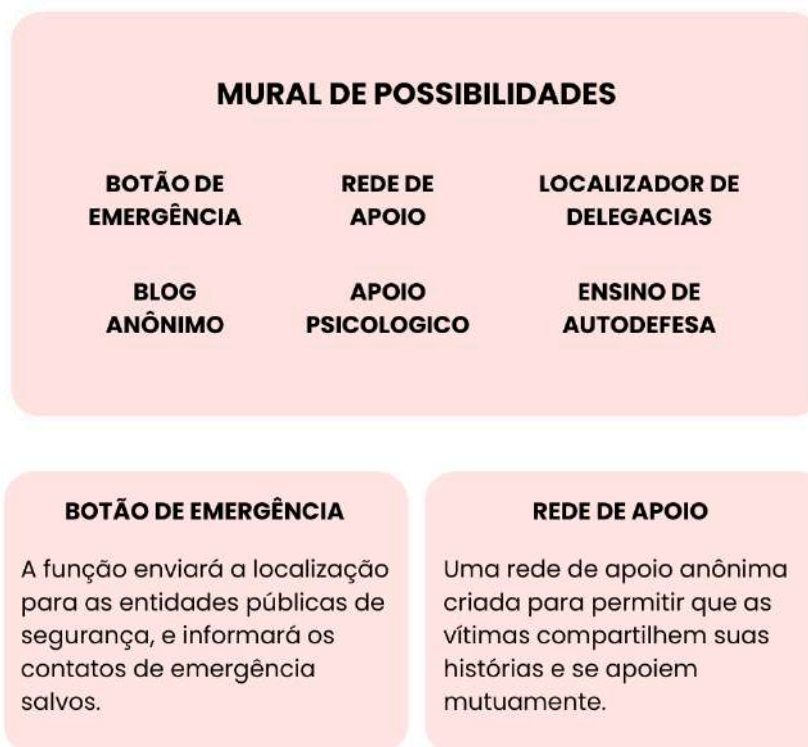 MURAL DE POSSIBILIDADES
BOTÃO DE
EMERGÊNCIA
REDE DE
APOIO
LOCALIZADOR DE
DELEGACIAS
BLOG
ANÔNIMO
APOIO
PSICOLOGICO
ENSINO DE
AUTODEFESA
BOTÃO DE EMERGÊNCIA
A função enviará a localização
para as entidades públicas de
segurança, e informará os
contatos de emergência
salvos.
REDE DE APOIO
Uma rede de apoio anônima
criada para permitir que as
vítimas compartilhem suas
histórias e se apoiem
mutuamente.